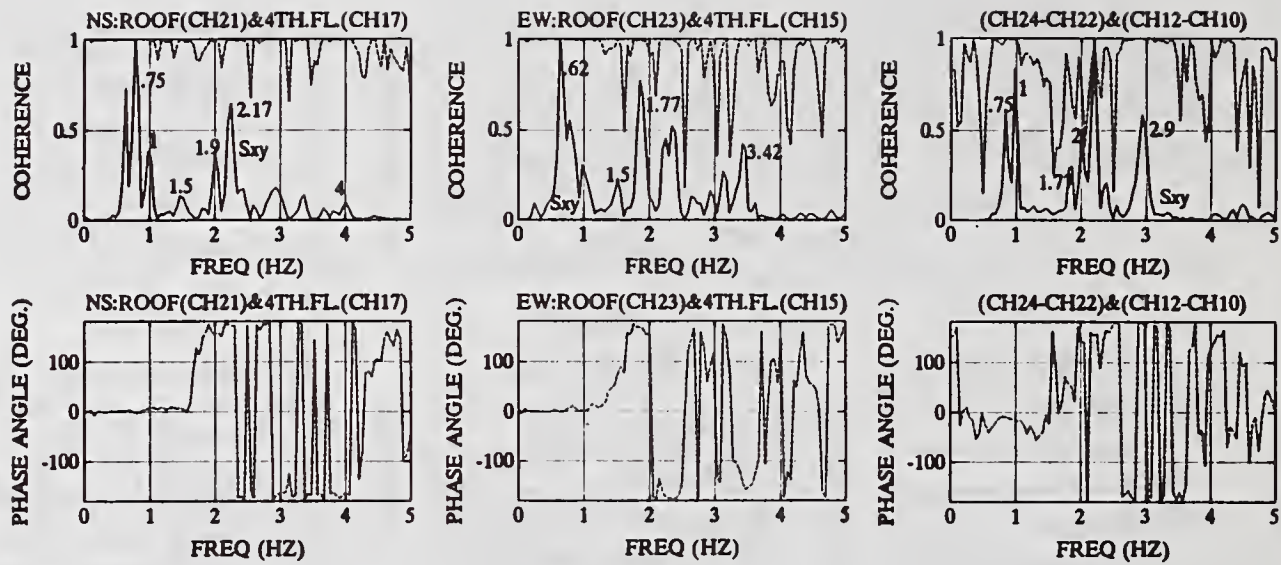 NS:ROOF(CH21)&4TH.FL.(CH17)
COHERENCE
1
0.5
0
.75
1
1.5
1.9
2.17
Sxy
4
0 1 2 3 4 5
FREQ (HZ)
EW:ROOF(CH23)&4TH.FL.(CH15)
COHERENCE
1
0.5
0
.62
1.77
1.5
3.42
Sxy
0 1 2 3 4 5
FREQ (HZ)
(CH24-CH22)&(CH12-CH10)
COHERENCE
1
0.5
0
.75
1
2
1.77
2.9
Sxy
0 1 2 3 4 5
FREQ (HZ)
NS:ROOF(CH21)&4TH.FL.(CH17)
PHASE ANGLE (DEG.)
100
0
-100
0 1 2 3 4 5
FREQ (HZ)
EW:ROOF(CH23)&4TH.FL.(CH15)
PHASE ANGLE (DEG.)
100
0
-100
0 1 2 3 4 5
FREQ (HZ)
(CH24-CH22)&(CH12-CH10)
PHASE ANGLE (DEG.)
100
0
-100
0 1 2 3 4 5
FREQ (HZ)